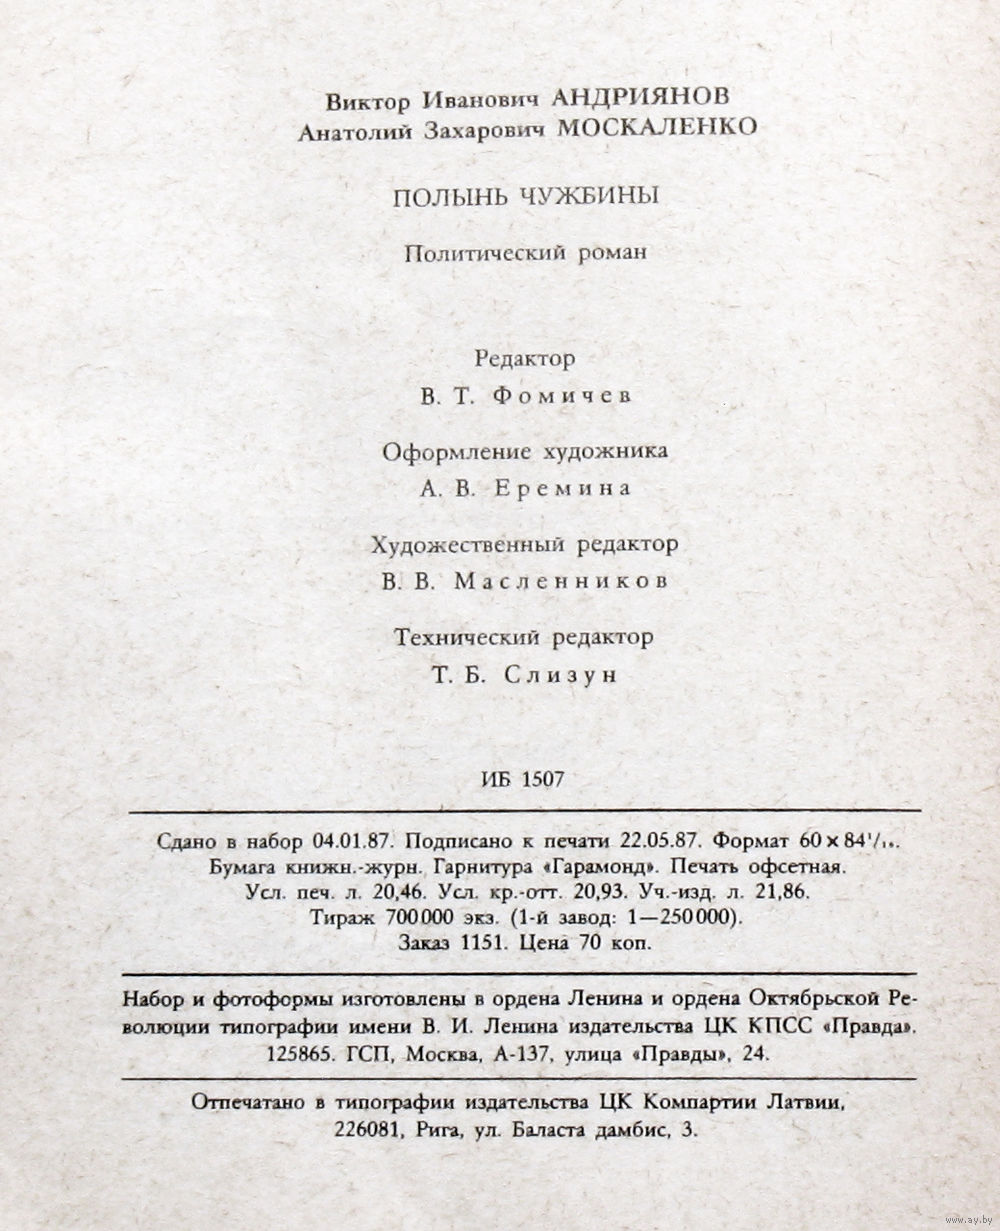 Виктор Иванович АНДРИЯНОВ
Анатолий Захарович МОСКАЛЕНКО
ПОЛЫНЬ ЧУЖБИНЫ
Политический роман
Редактор
В. Т. Фомичев
Оформление художника
А. В. Еремина
Художественный редактор
В. В. Масленников
Технический редактор
Т. Б. Слизун
ИБ 1507
Сдано в набор 04.01.87. Подписано к печати 22.05.87. Формат 60×84¹/₁₆.
Бумага книжн.-журн. Гарнитура «Гарамонд». Печать офсетная.
Усл. печ. л. 20,46. Усл. кр.-отт. 20,93. Уч.-изд. л. 21,86.
Тираж 700 000 экз. (1-й завод: 1—250 000).
Заказ 1151. Цена 70 коп.
Набор и фотоформы изготовлены в ордена Ленина и ордена Октябрьской Ре-
волюции типографии имени В. И. Ленина издательства ЦК КПСС «Правда».
125865. ГСП, Москва, А-137, улица «Правды», 24.
Отпечатано в типографии издательства ЦК Компартии Латвии,
226081, Рига, ул. Баласта дамбис, 3.
www.ay.by